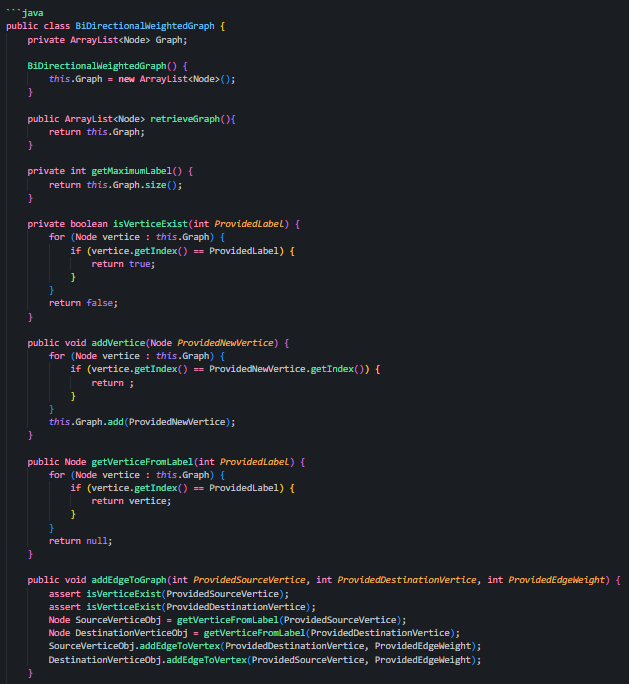 ```java
public class BiDirectionalWeightedGraph {
    private ArrayList<Node> Graph;

    BiDirectionalWeightedGraph() {
        this.Graph = new ArrayList<Node>();
    }

    public ArrayList<Node> retrieveGraph(){
        return this.Graph;
    }

    private int getMaximumLabel() {
        return this.Graph.size();
    }

    private boolean isVerticeExist(int ProvidedLabel) {
        for (Node vertice : this.Graph) {
            if (vertice.getIndex() == ProvidedLabel) {
                return true;
            }
        }
        return false;
    }

    public void addVertice(Node ProvidedNewVertice) {
        for (Node vertice : this.Graph) {
            if (vertice.getIndex() == ProvidedNewVertice.getIndex()) {
                return ;
            }
        }
        this.Graph.add(ProvidedNewVertice);
    }

    public Node getVerticeFromLabel(int ProvidedLabel) {
        for (Node vertice : this.Graph) {
            if (vertice.getIndex() == ProvidedLabel) {
                return vertice;
            }
        }
        return null;
    }

    public void addEdgeToGraph(int ProvidedSourceVertice, int ProvidedDestinationVertice, int ProvidedEdgeWeight) {
        assert isVerticeExist(ProvidedSourceVertice);
        assert isVerticeExist(ProvidedDestinationVertice);
        Node SourceVerticeObj = getVerticeFromLabel(ProvidedSourceVertice);
        Node DestinationVerticeObj = getVerticeFromLabel(ProvidedDestinationVertice);
        SourceVerticeObj.addEdgeToVertex(ProvidedDestinationVertice, ProvidedEdgeWeight);
        DestinationVerticeObj.addEdgeToVertex(ProvidedSourceVertice, ProvidedEdgeWeight);
    }